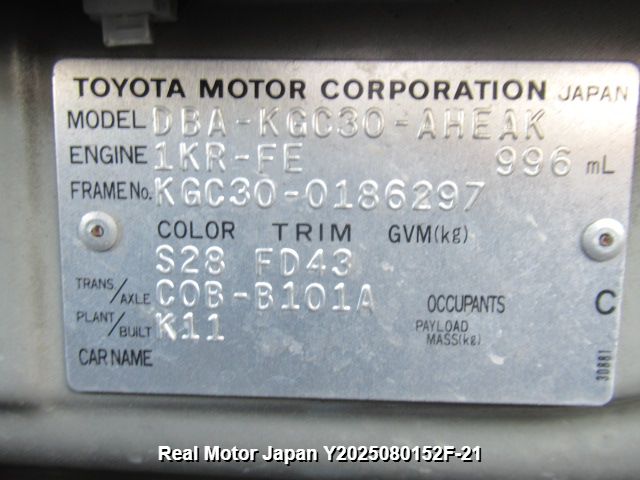 TOYOTA MOTOR CORPORATION JAPAN
MODEL DBA-KGC30-AHEAK
ENGINE 1KR-FE 996 mL
FRAME No. KGC30-0186297
COLOR TRIM GVM(kg)
S28 FD43
TRANS./AXLE C0B-B101A OCCUPANTS C
PLANT/BUILT K11 PAYLOAD MASS(kg)
CAR NAME
30881
Real Motor Japan Y2025080152F-21